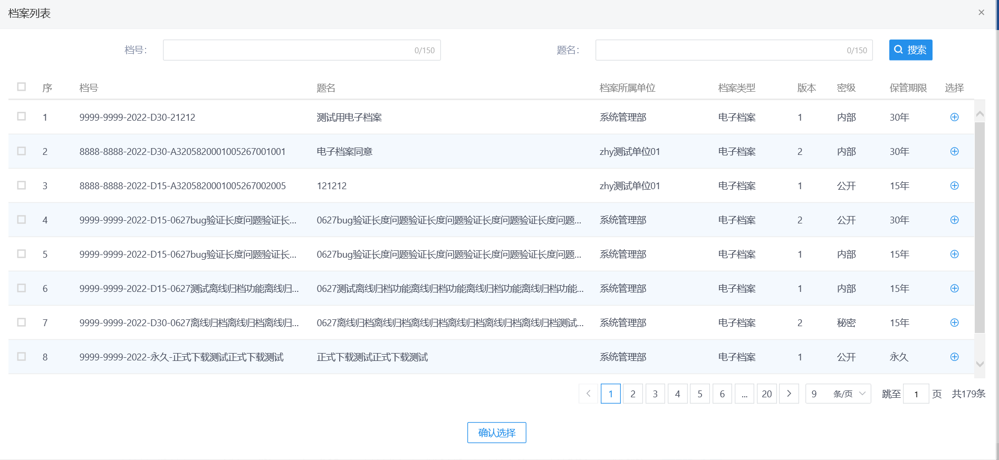 档案列表
档号： 0/150 题名： 0/150 搜索
序 档号 题名 档案所属单位 档案类型 版本 密级 保管期限 选择
1 9999-9999-2022-D30-21212 测试用电子档案 系统管理部 电子档案 1 内部 30年
2 8888-8888-2022-D30-A3205820001005267001001 电子档案同意 zhy测试单位01 电子档案 2 内部 30年
3 8888-8888-2022-D15-A3205820001005267002005 121212 zhy测试单位01 电子档案 1 公开 15年
4 9999-9999-2022-D15-0627bug验证长度问题验证长... 0627bug验证长度问题验证长度问题验证长度问题验证长度问题... 系统管理部 电子档案 2 公开 30年
5 9999-9999-2022-D15-0627bug验证长度问题验证长... 0627bug验证长度问题验证长度问题验证长度问题验证长度问题... 系统管理部 电子档案 1 内部 15年
6 9999-9999-2022-D15-0627测试离线归档功能离线归... 0627测试离线归档功能离线归档功能离线归档功能离线归档功能... 系统管理部 电子档案 1 内部 15年
7 9999-9999-2022-D30-0627离线归档离线归档离线归... 0627离线归档离线归档离线归档离线归档离线归档离线归档测试... 系统管理部 电子档案 2 秘密 15年
8 9999-9999-2022-永久-正式下载测试正式下载测试 正式下载测试正式下载测试 系统管理部 电子档案 1 公开 永久
1 2 3 4 5 6 ... 20 9 条/页 跳至 1 页 共179条
确认选择